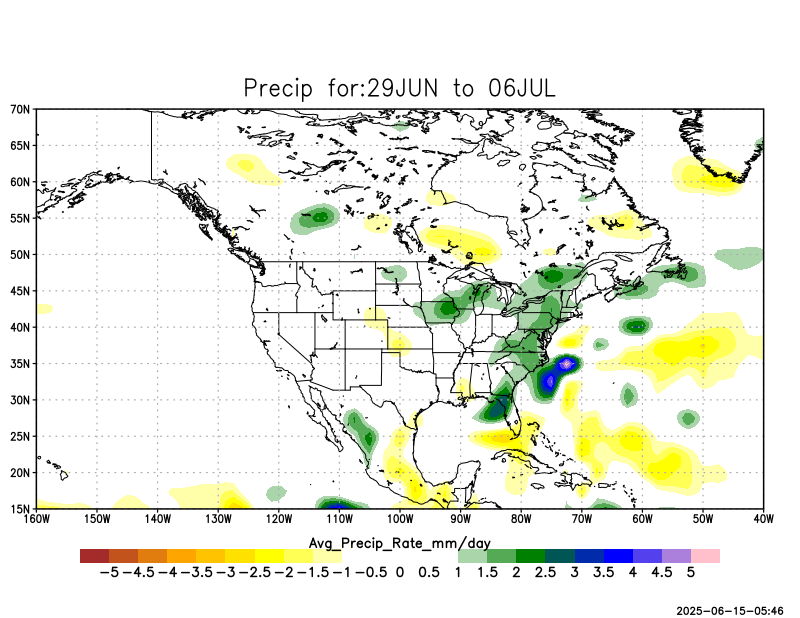 Precip for:29JUN to 06JUL
70N
65N
60N
55N
50N
45N
40N
35N
30N
25N
20N
15N
160W 150W 140W 130W 120W 110W 100W 90W 80W 70W 60W 50W 40W
Avg_Precip_Rate_mm/day
-5 -4.5 -4 -3.5 -3 -2.5 -2 -1.5 -1 -0.5 0 0.5 1 1.5 2 2.5 3 3.5 4 4.5 5
2025-06-15-05:46